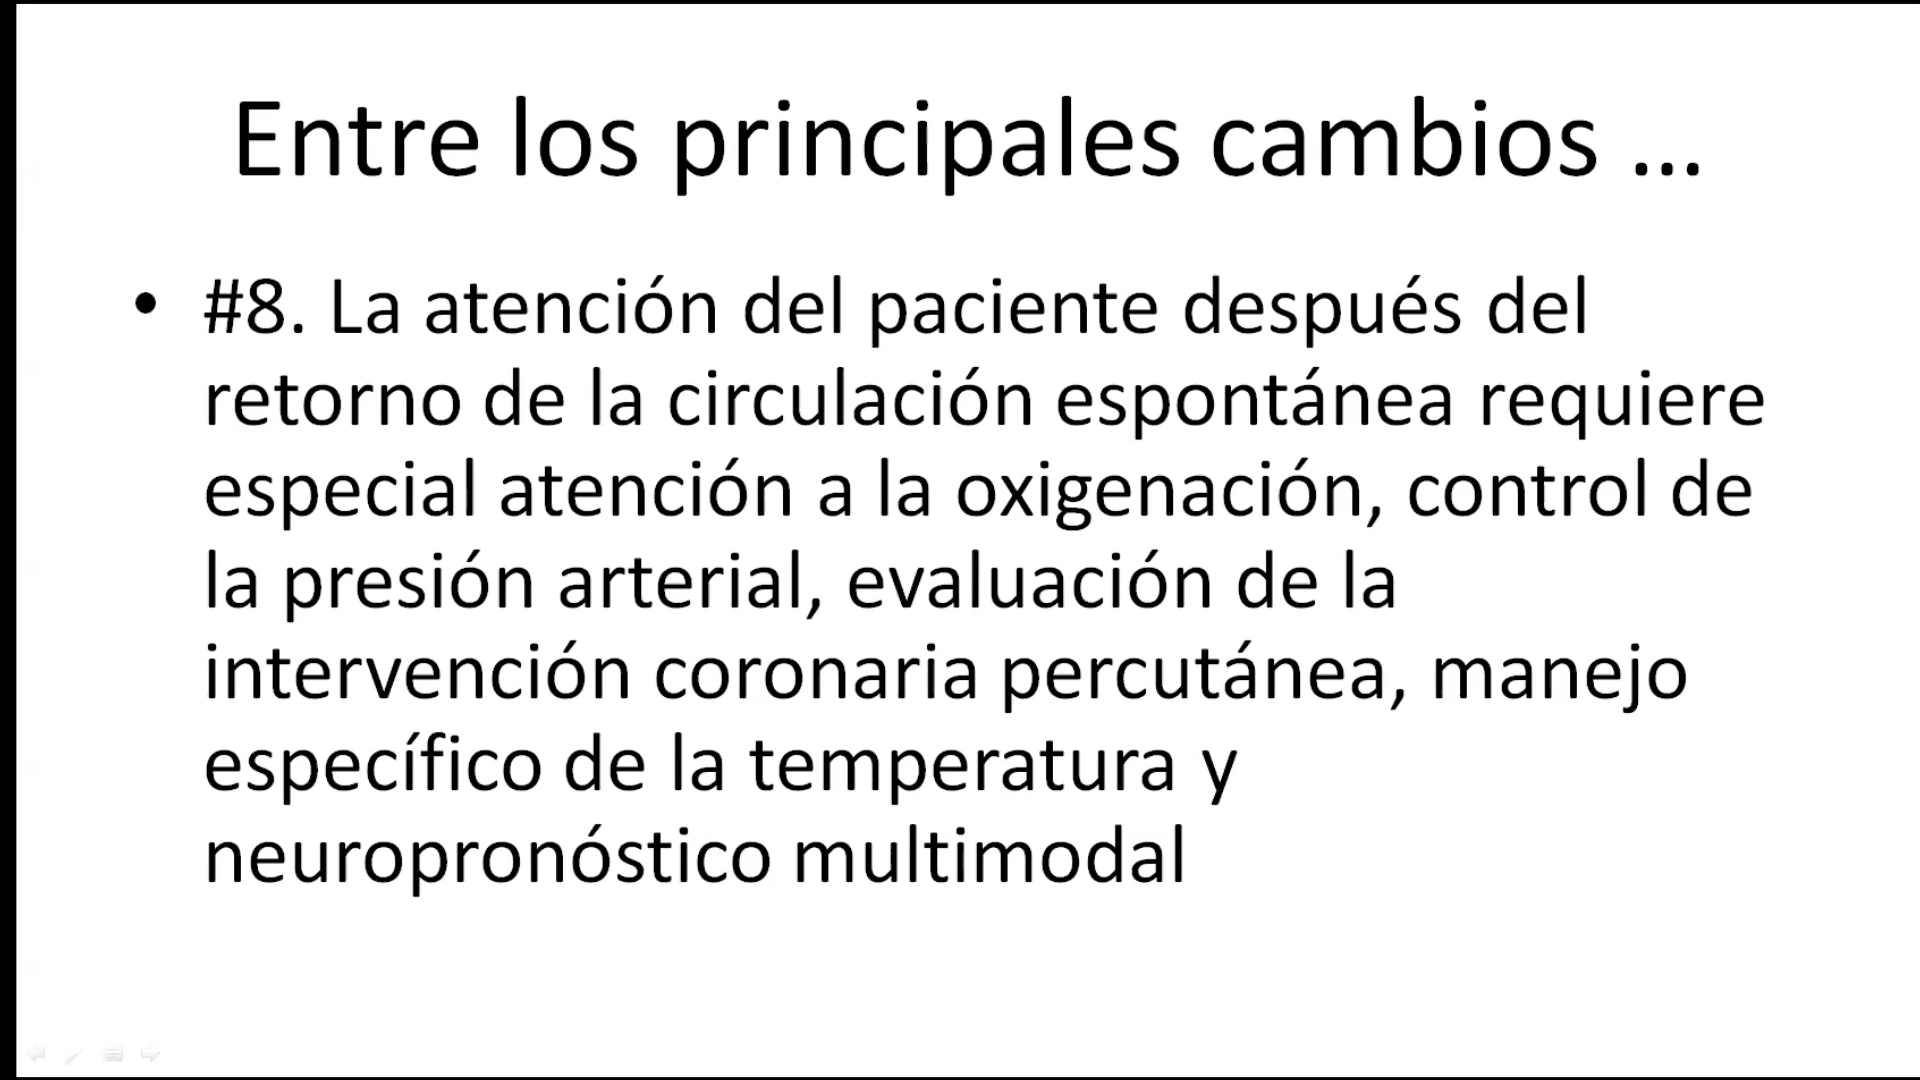 Entre los principales cambios ...
• #8. La atención del paciente después del
retorno de la circulación espontánea requiere
especial atención a la oxigenación, control de
la presión arterial, evaluación de la
intervención coronaria percutánea, manejo
específico de la temperatura y
neuropronóstico multimodal